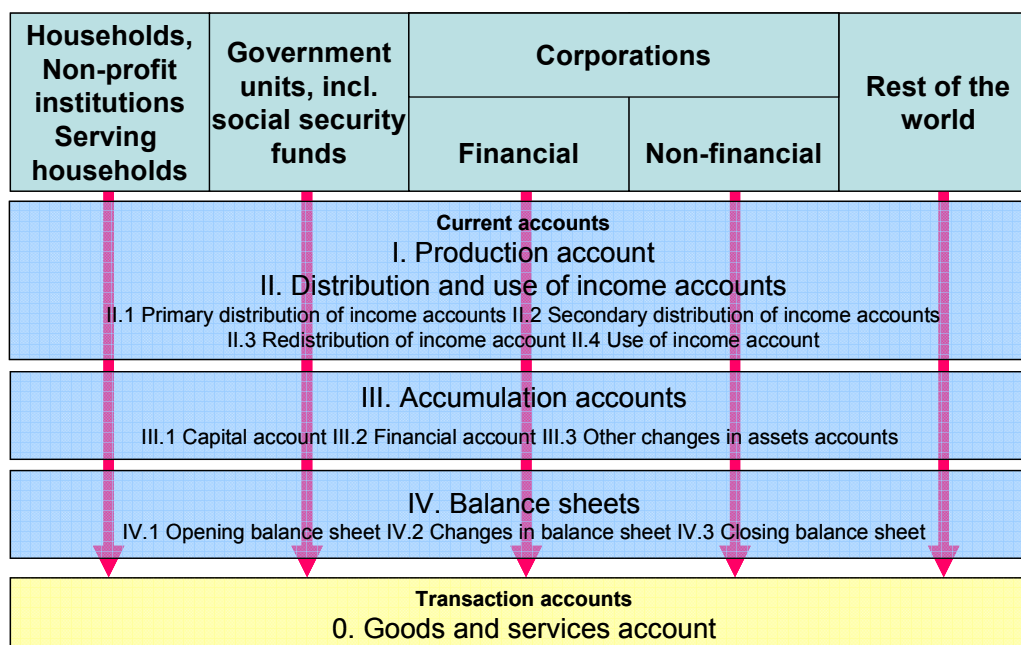 Households,
Non-profit
institutions
Serving
households
Government
units, incl.
social security
funds
Corporations
Financial
Non-financial
Rest of the
world
Current accounts
I. Production account
II. Distribution and use of income accounts
II.1 Primary distribution of income accounts II.2 Secondary distribution of income accounts
II.3 Redistribution of income account II.4 Use of income account
III. Accumulation accounts
III.1 Capital account III.2 Financial account III.3 Other changes in assets accounts
IV. Balance sheets
IV.1 Opening balance sheet IV.2 Changes in balance sheet IV.3 Closing balance sheet
Transaction accounts
0. Goods and services account